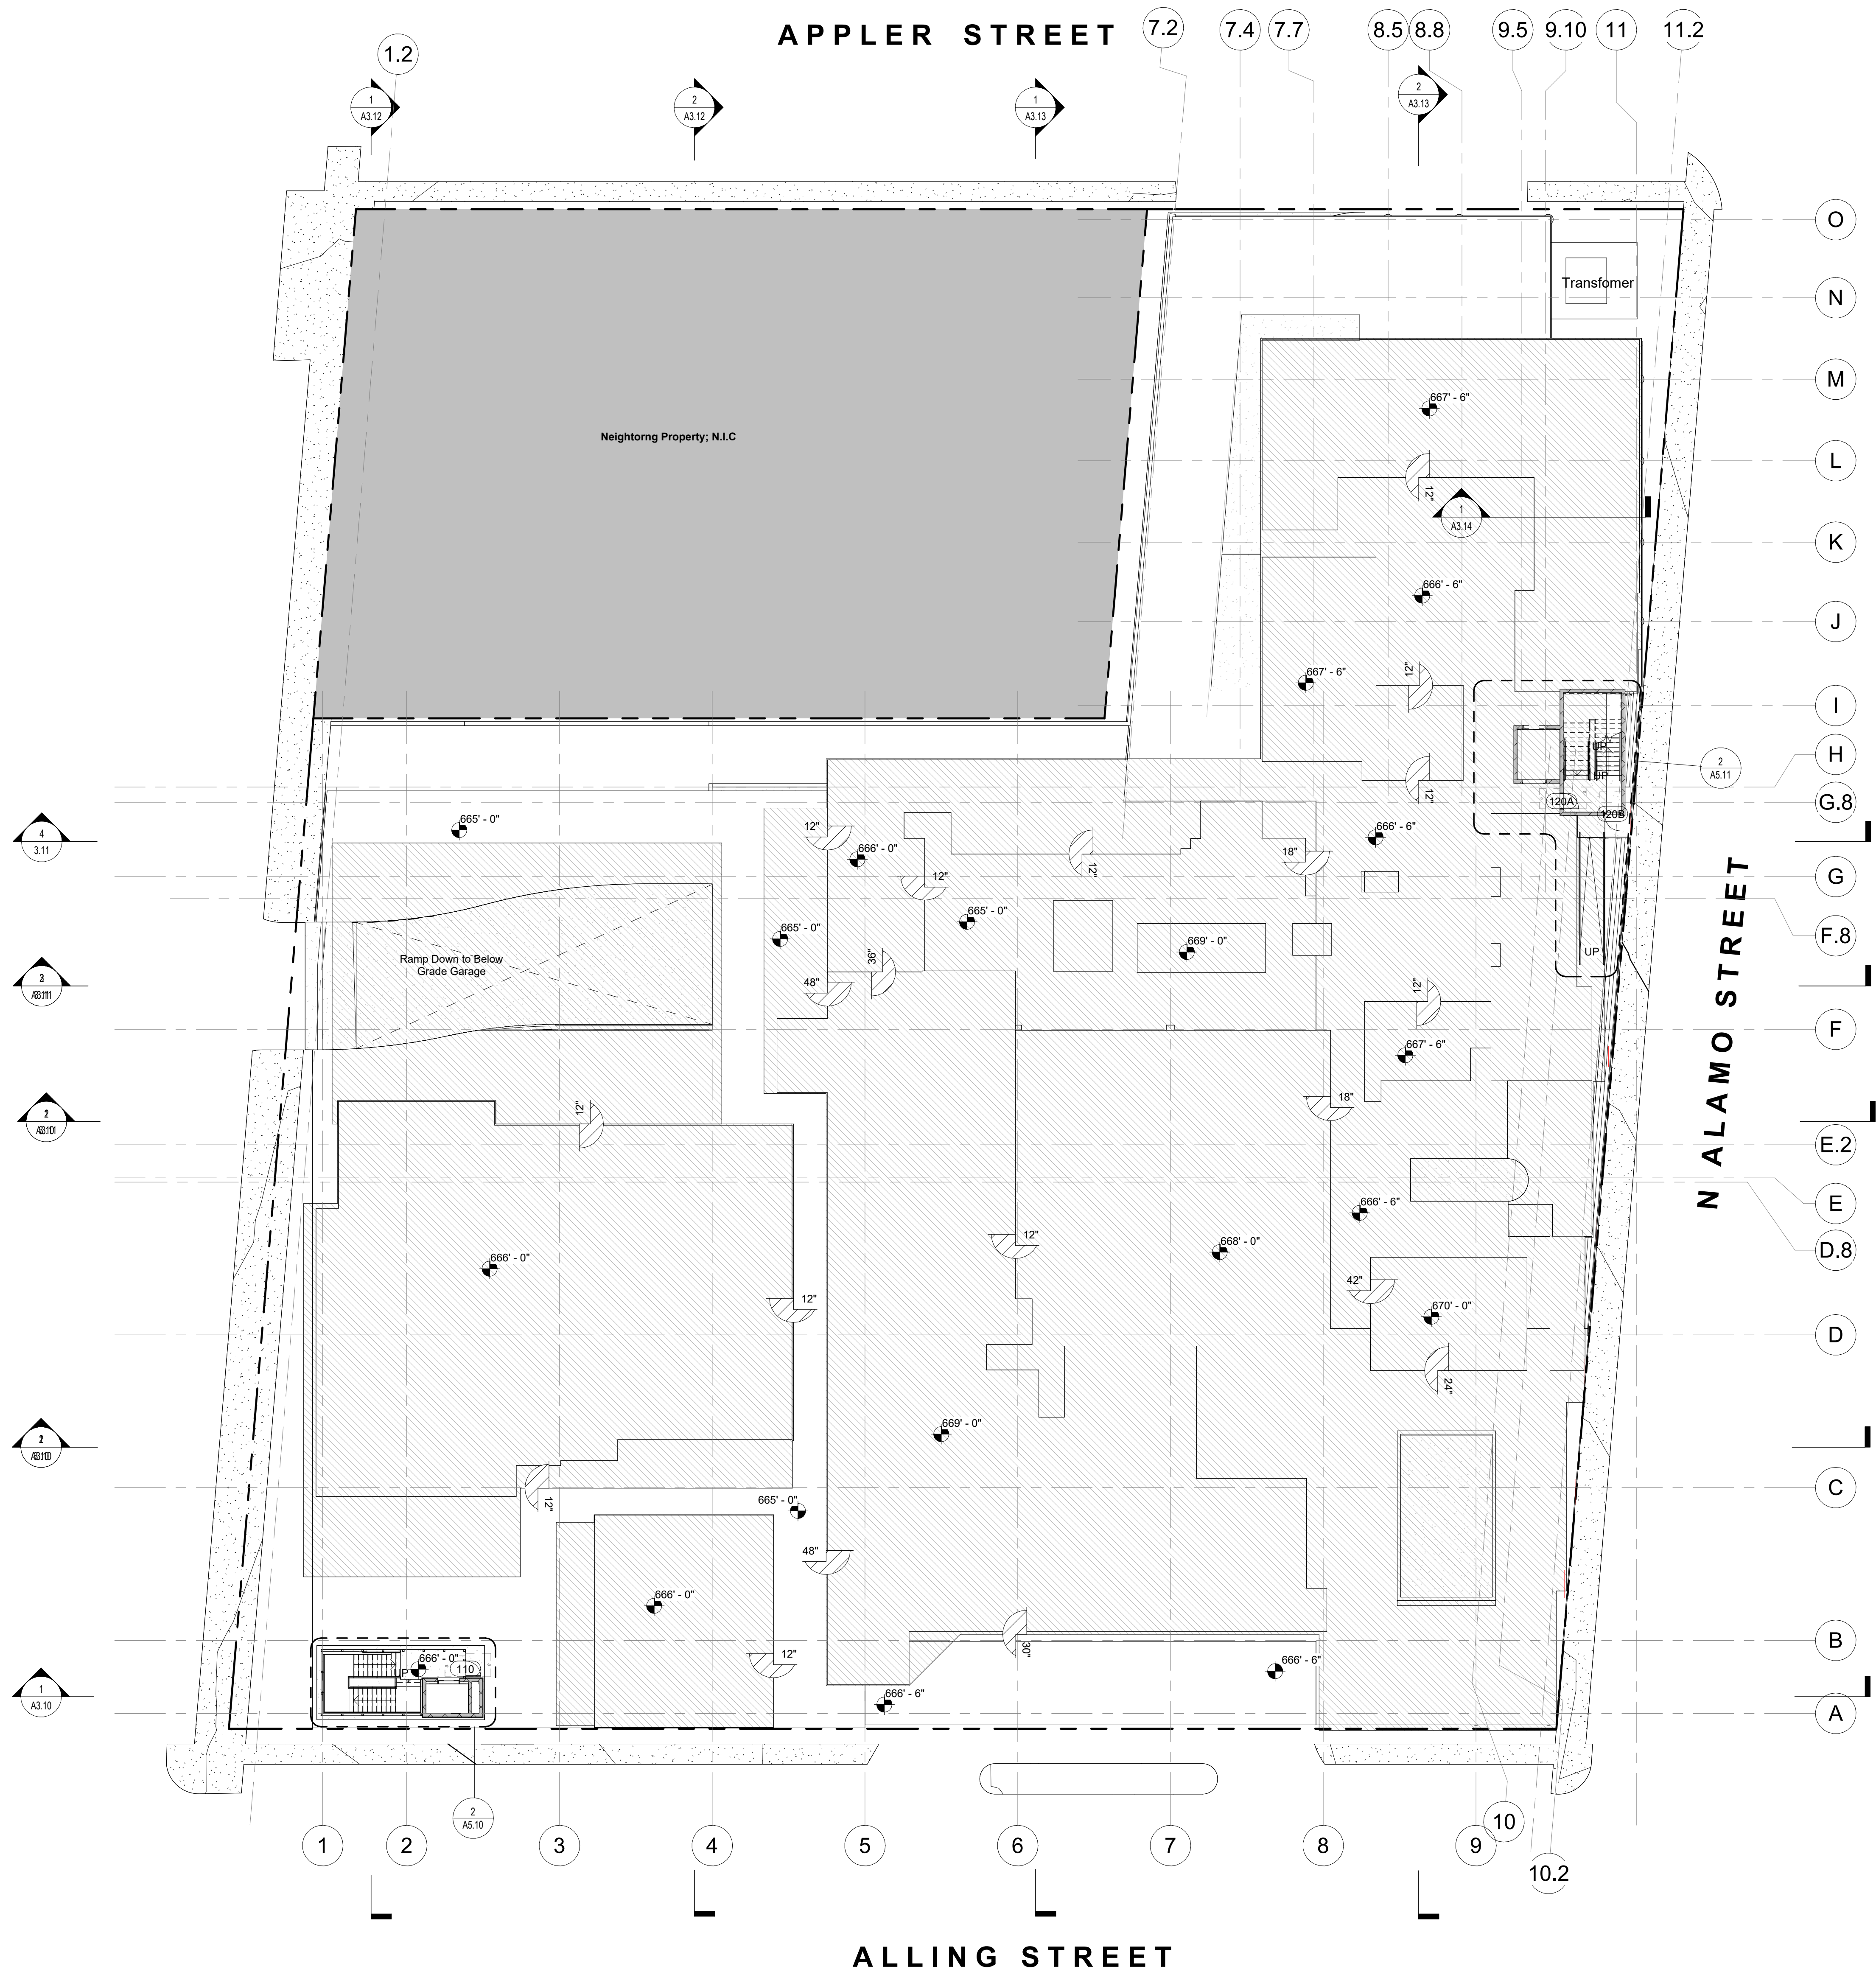 APPLER STREET
1.2
7.2
7.4
7.7
8.5
8.8
9.5
9.10
11
11.2
1
A3.12
2
A3.12
1
A3.13
2
A3.13
O
Transfomer
N
M
667' - 6"
Neightorng Property; N.I.C
L
12"
1
A3.14
K
666' - 6"
J
667' - 6"
12"
I
UP
H
2
A5.11
UP
12"
120A
G.8
120B
665' - 0"
12"
666' - 6"
4
3.11
666' - 0"
18"
12"
12"
G
665' - 0"
F.8
665' - 0"
669' - 0"
UP
Ramp Down to Below
Grade Garage
36"
48"
12"
N ALAMO STREET
F
667' - 6"
12"
18"
E.2
E
666' - 6"
12"
668' - 0"
D.8
666' - 0"
42"
12"
670' - 0"
D
24"
669' - 0"
C
665' - 0"
12"
48"
666' - 0"
B
30"
12"
666' - 0"
UP
110
666' - 6"
1
A3.10
666' - 6"
A
2
A5.10
1
2
3
4
5
6
7
8
9
10
10.2
ALLING STREET